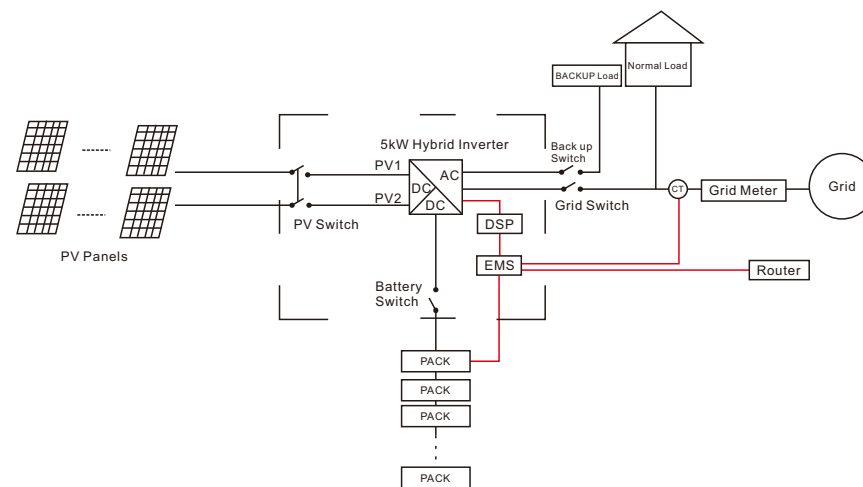 BACKUP Load
Normal Load
5kW Hybrid Inverter
Back up
Switch
PV1
AC
DC
DC
PV2
CT
Grid Meter
Grid
PV Switch
Grid Switch
DSP
PV Panels
EMS
Router
Battery
Switch
PACK
PACK
PACK
PACK